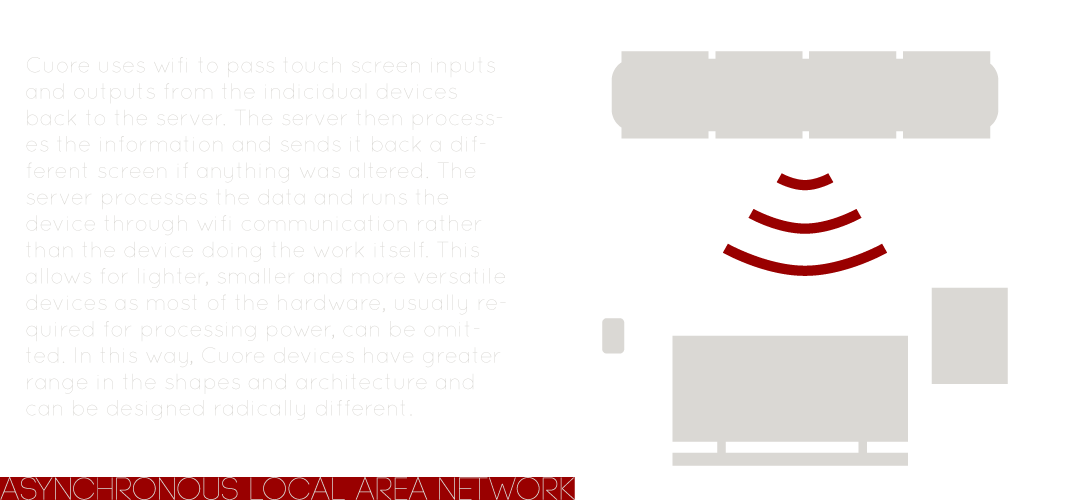 Cuore uses wifi to pass touch screen inputs
and outputs from the indicidual devices
back to the server. The server then process-
es the information and sends it back a dif-
ferent screen if anything was altered. The
server processes the data and runs the
device through wifi communication rather
than the device doing the work itself. This
allows for lighter, smaller and more versatile
devices as most of the hardware, usually re-
quired for processing power, can be omit-
ted. In this way, Cuore devices have greater
range in the shapes and architecture and
can be designed radically different.
ASYNCHRONOUS LOCAL AREA NETWORK